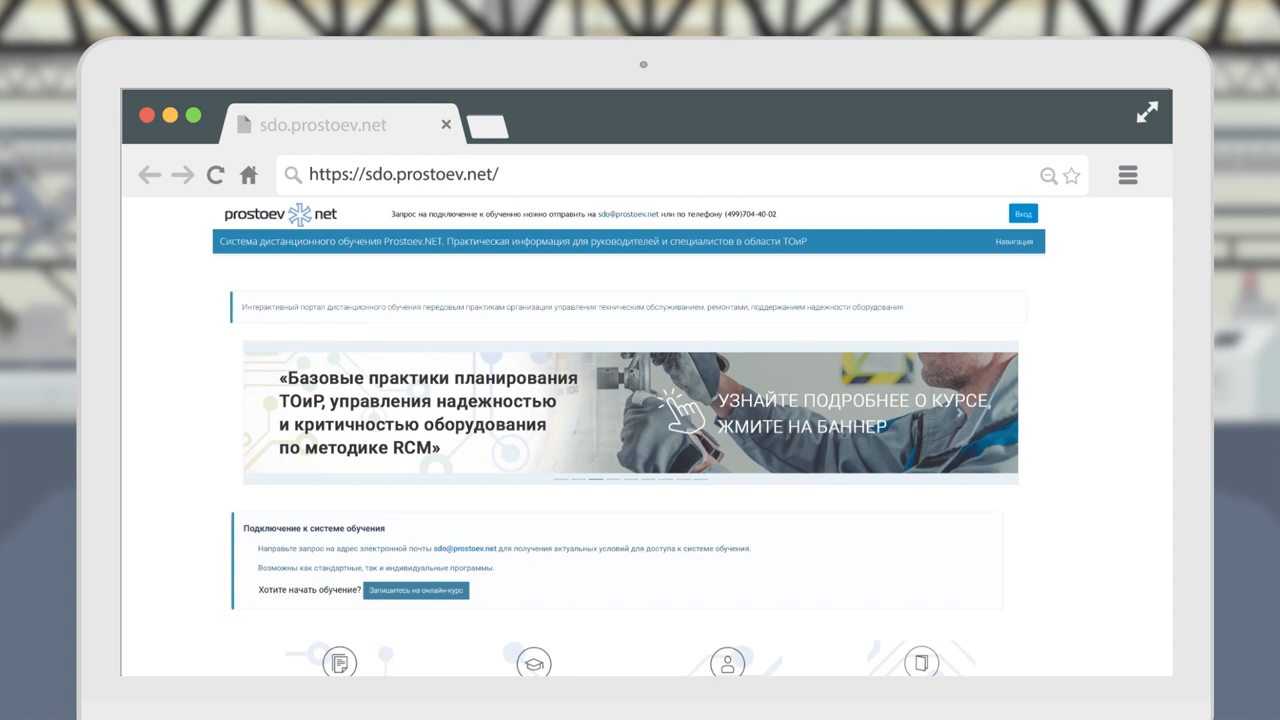 sdo.prostoev.net
https://sdo.prostoev.net/
prostoev net
Запрос на подключение к обучению можно отправить на sdo@prostoev.net или по телефону (499)704-40-02
Вход
Система дистанционного обучения Prostoev.NET. Практическая информация для руководителей и специалистов в области ТОиР
Навигация
Интерактивный портал дистанционного обучения передовым практикам организации управления техническим обслуживанием, ремонтами, поддержанием надежности оборудования
«Базовые практики планирования
ТОиР, управления надежностью
и критичностью оборудования
по методике RCM»
УЗНАЙТЕ ПОДРОБНЕЕ О КУРСЕ,
ЖМИТЕ НА БАННЕР
Подключение к системе обучения
Направьте запрос на адрес электронной почты sdo@prostoev.net для получения актуальных условий для доступа к системе обучения.
Возможны как стандартные, так и индивидуальные программы.
Хотите начать обучение? Запишитесь на онлайн-курс